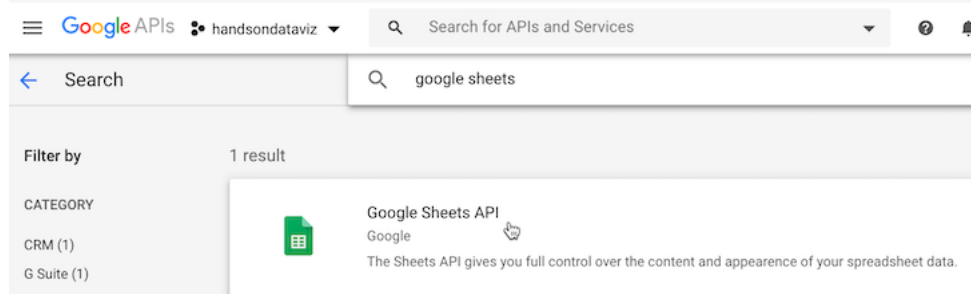 Google APIs handsondataviz Search for APIs and Services
Search google sheets
Filter by 1 result
CATEGORY
Google Sheets API
Google
CRM (1)
The Sheets API gives you full control over the content and appearence of your spreadsheet data.
G Suite (1)